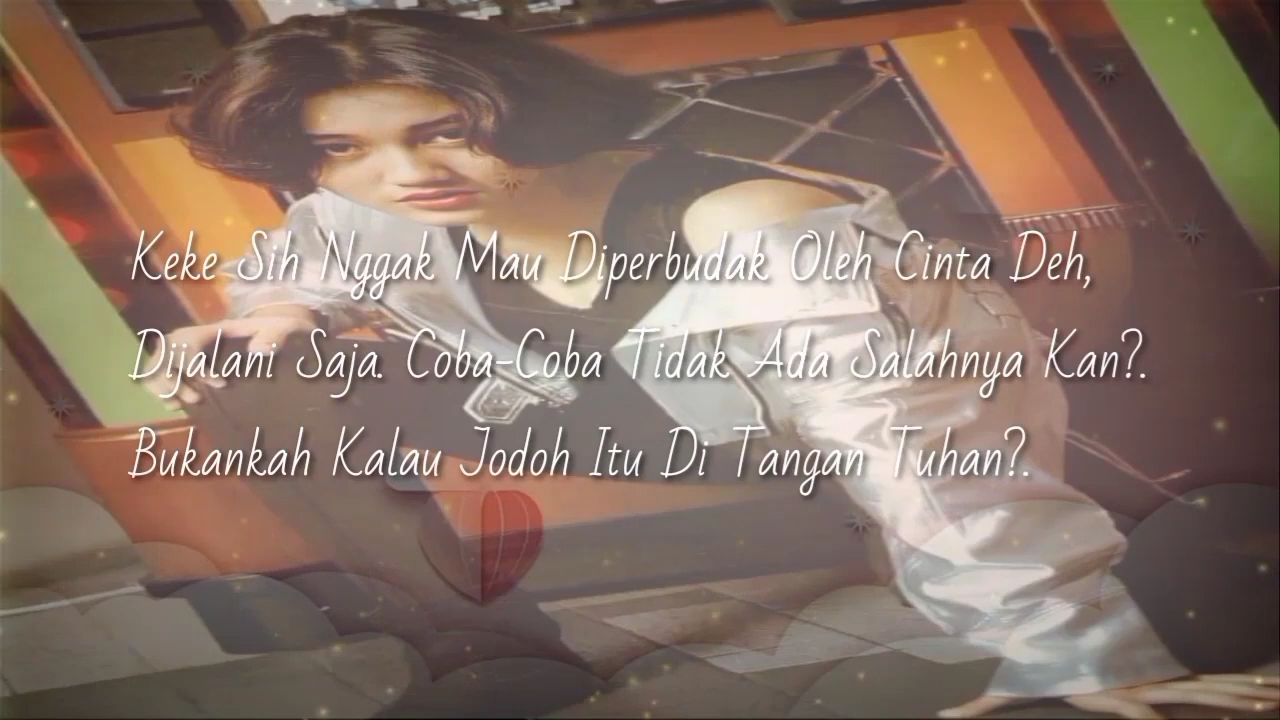 Keke Sih Nggak Mau Diperbudak Oleh Cinta Deh,
Dijalani Saja. Coba-Coba Tidak Ada Salahnya Kan?.
Bukankah Kalau Jodoh Itu Di Tangan Tuhan?.